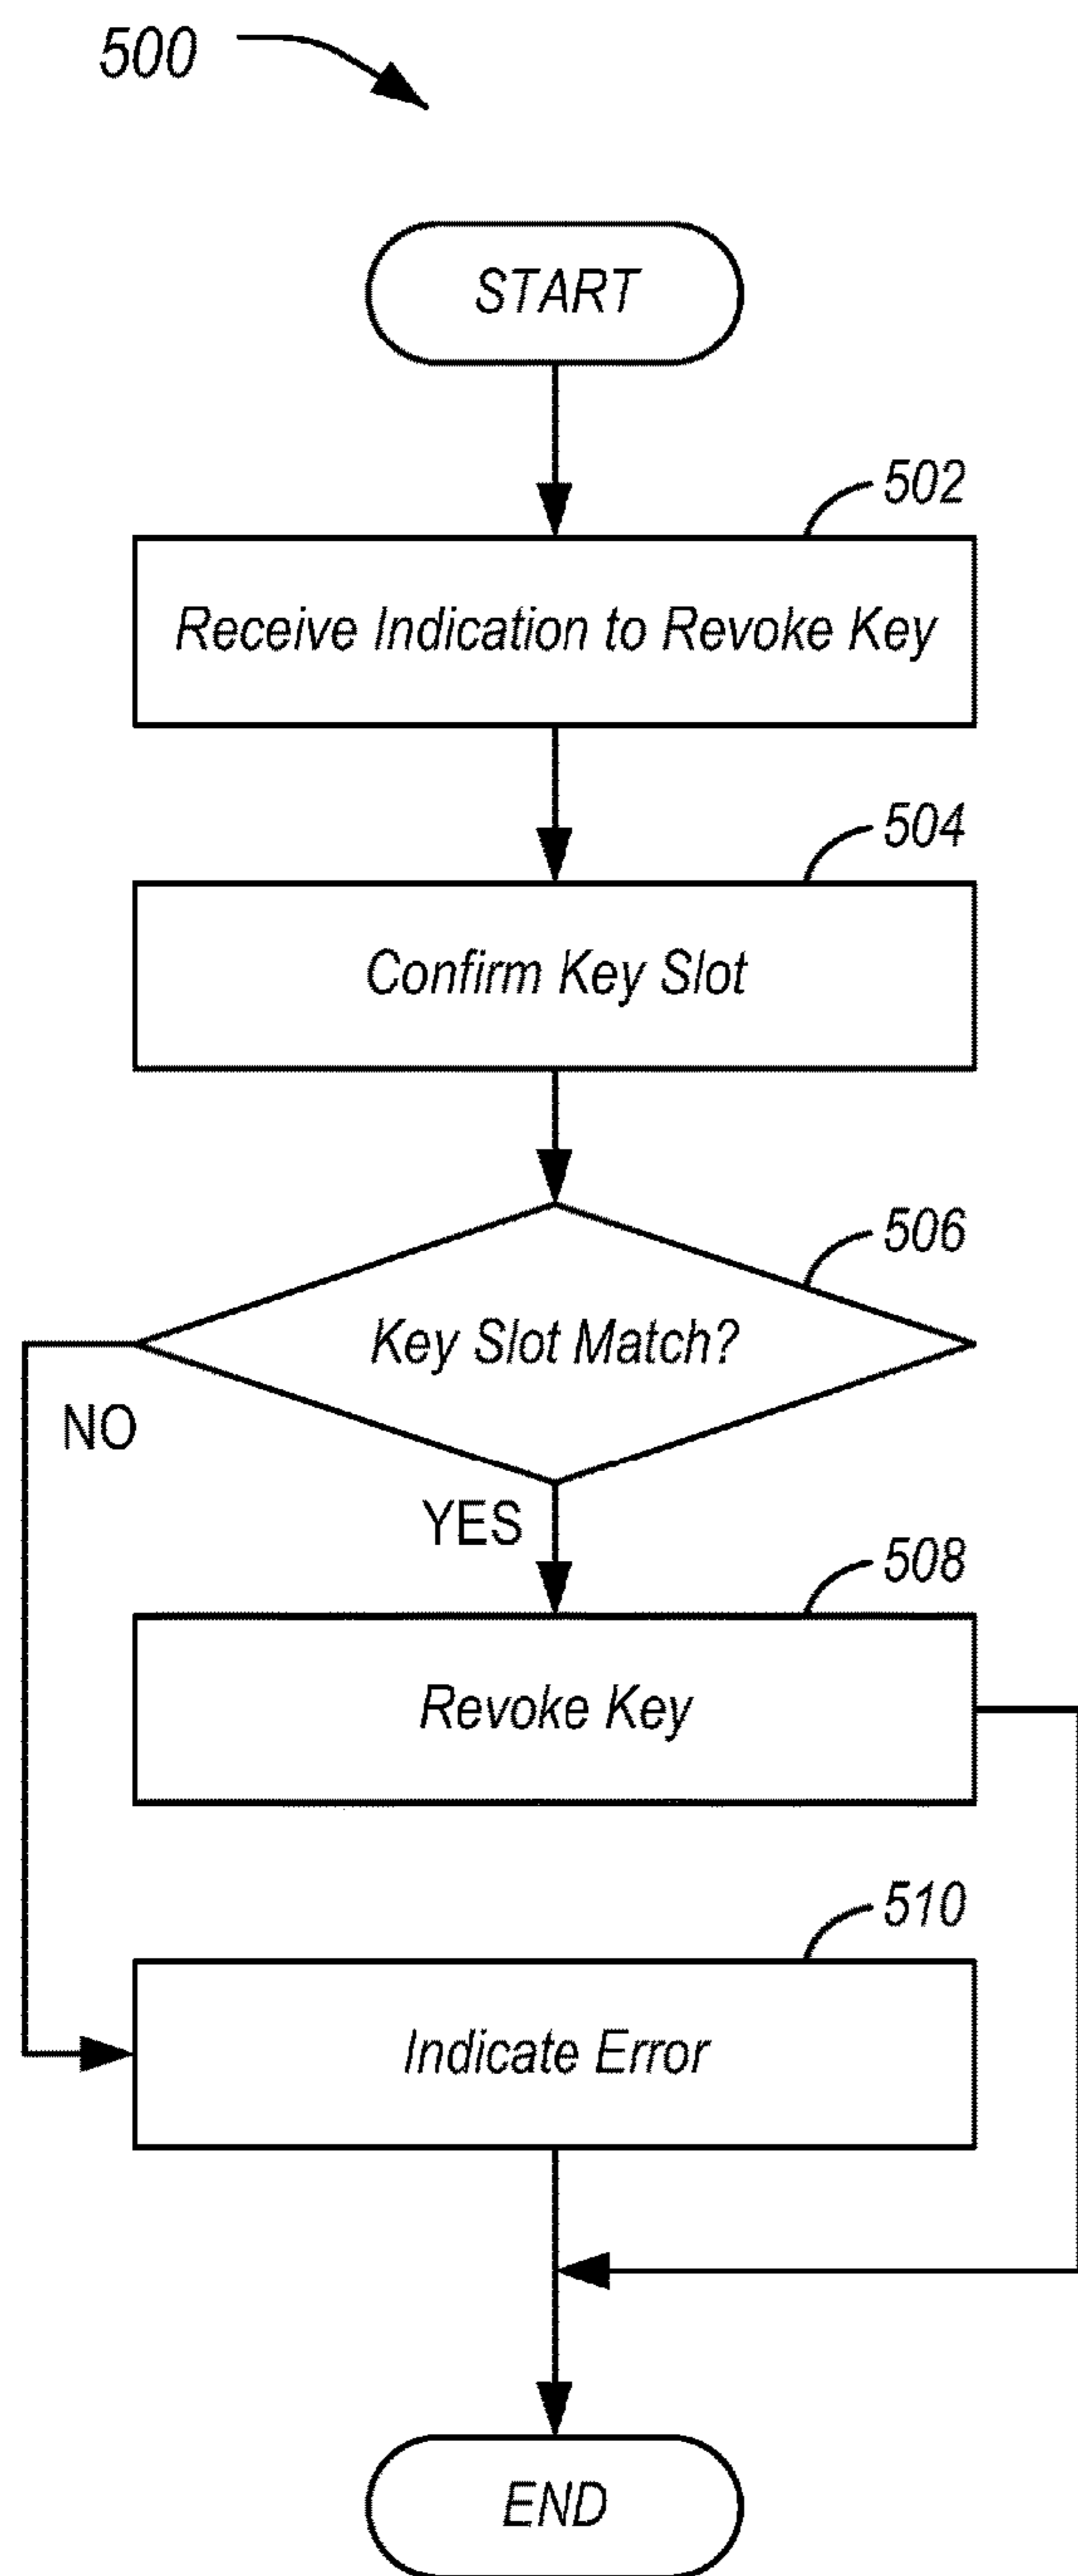 500
START
502
Receive Indication to Revoke Key
504
Confirm Key Slot
506
Key Slot Match?
NO
YES
508
Revoke Key
510
Indicate Error
END